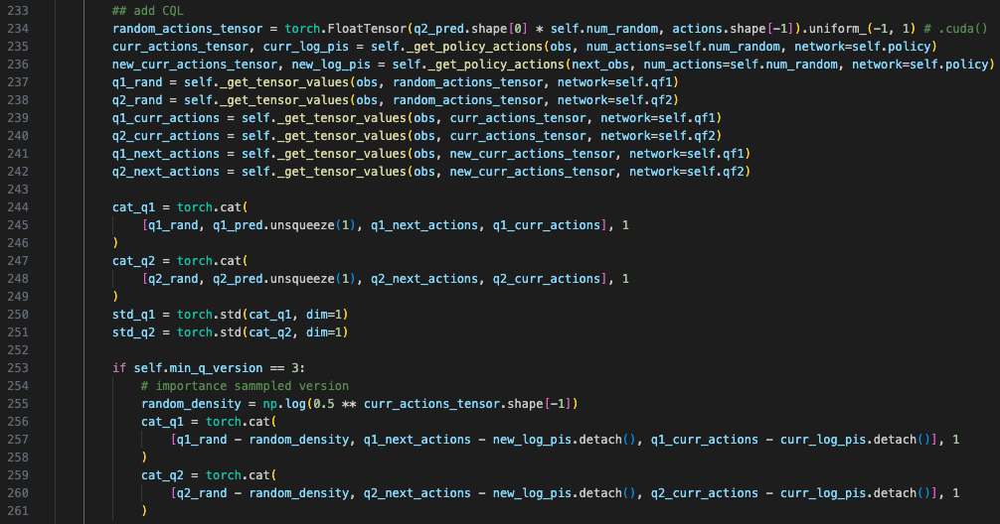 233 ## add CQL
234 random_actions_tensor = torch.FloatTensor(q2_pred.shape[0] * self.num_random, actions.shape[-1]).uniform_(-1, 1) # .cuda()
235 curr_actions_tensor, curr_log_pis = self._get_policy_actions(obs, num_actions=self.num_random, network=self.policy)
236 new_curr_actions_tensor, new_log_pis = self._get_policy_actions(next_obs, num_actions=self.num_random, network=self.policy)
237 q1_rand = self._get_tensor_values(obs, random_actions_tensor, network=self.qf1)
238 q2_rand = self._get_tensor_values(obs, random_actions_tensor, network=self.qf2)
239 q1_curr_actions = self._get_tensor_values(obs, curr_actions_tensor, network=self.qf1)
240 q2_curr_actions = self._get_tensor_values(obs, curr_actions_tensor, network=self.qf2)
241 q1_next_actions = self._get_tensor_values(obs, new_curr_actions_tensor, network=self.qf1)
242 q2_next_actions = self._get_tensor_values(obs, new_curr_actions_tensor, network=self.qf2)
243
244 cat_q1 = torch.cat(
245 [q1_rand, q1_pred.unsqueeze(1), q1_next_actions, q1_curr_actions], 1
246 )
247 cat_q2 = torch.cat(
248 [q2_rand, q2_pred.unsqueeze(1), q2_next_actions, q2_curr_actions], 1
249 )
250 std_q1 = torch.std(cat_q1, dim=1)
251 std_q2 = torch.std(cat_q2, dim=1)
252
253 if self.min_q_version == 3:
254 # importance sammpled version
255 random_density = np.log(0.5 ** curr_actions_tensor.shape[-1])
256 cat_q1 = torch.cat(
257 [q1_rand - random_density, q1_next_actions - new_log_pis.detach(), q1_curr_actions - curr_log_pis.detach()], 1
258 )
259 cat_q2 = torch.cat(
260 [q2_rand - random_density, q2_next_actions - new_log_pis.detach(), q2_curr_actions - curr_log_pis.detach()], 1
261 )